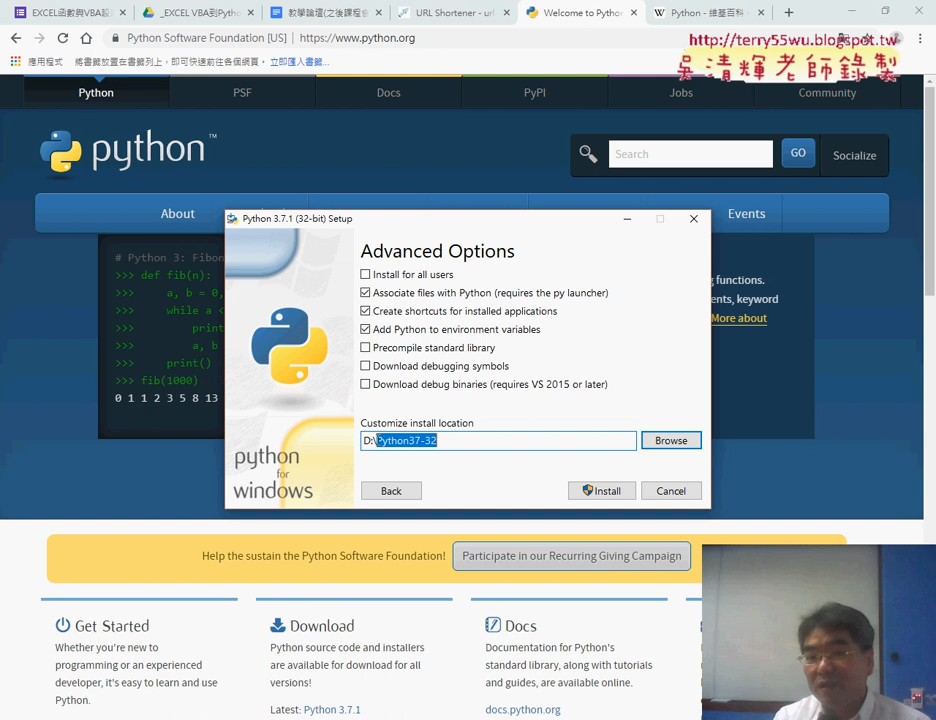 EXCEL函數與VBA設
_EXCEL VBA到Pytho
教學論壇(之後課程會
URL Shortener - url
Welcome to Python
Python - 維基百科
Python Software Foundation [US] | https://www.python.org
http://terry55wu.blogspot.tw
吳清輝老師錄製
應用程式
將書籤放置在書籤列上，即可快速前往各個網頁。
立即匯入書籤...
Python
PSF
Docs
PyPI
Jobs
Community
python™
Search
GO
Socialize
About
Events
# Python 3: Fibon
>>> def fib(n):
>>> a, b = 0,
>>> while a <
>>> print
>>> a, b
>>> print()
>>> fib(1000)
0 1 1 2 3 5 8 13
functions.
ents, keyword
More about
Python 3.7.1 (32-bit) Setup
Advanced Options
Install for all users
Associate files with Python (requires the py launcher)
Create shortcuts for installed applications
Add Python to environment variables
Precompile standard library
Download debugging symbols
Download debug binaries (requires VS 2015 or later)
Customize install location
D:\Python37-32
Browse
python
for
windows
Back
Install
Cancel
Help the sustain the Python Software Foundation!
Participate in our Recurring Giving Campaign
Get Started
Whether you're new to
programming or an experienced
developer, it's easy to learn and use
Python.
Download
Python source code and installers
are available for download for all
versions!
Latest: Python 3.7.1
Docs
Documentation for Python's
standard library, along with tutorials
and guides, are available online.
docs.python.org